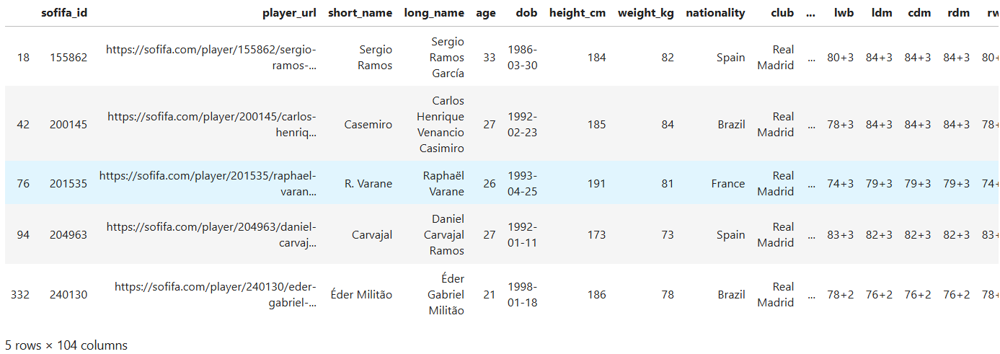 sofifa_id player_url short_name long_name age dob height_cm weight_kg nationality club ... lwb ldm cdm rdm rw
18 155862 https://sofifa.com/player/155862/sergio-ramos-... Sergio Ramos Sergio Ramos García 33 1986-03-30 184 82 Spain Real Madrid ... 80+3 84+3 84+3 84+3 80+
42 200145 https://sofifa.com/player/200145/carlos-henriq... Casemiro Carlos Henrique Venancio Casimiro 27 1992-02-23 185 84 Brazil Real Madrid ... 78+3 84+3 84+3 84+3 78+
76 201535 https://sofifa.com/player/201535/raphael-varan... R. Varane Raphaël Varane 26 1993-04-25 191 81 France Real Madrid ... 74+3 79+3 79+3 79+3 74+
94 204963 https://sofifa.com/player/204963/daniel-carvaj... Carvajal Daniel Carvajal Ramos 27 1992-01-11 173 73 Spain Real Madrid ... 83+3 82+3 82+3 82+3 83+
332 240130 https://sofifa.com/player/240130/eder-gabriel-... Éder Militão Éder Gabriel Militão 21 1998-01-18 186 78 Brazil Real Madrid ... 78+2 76+2 76+2 76+2 78+
5 rows × 104 columns